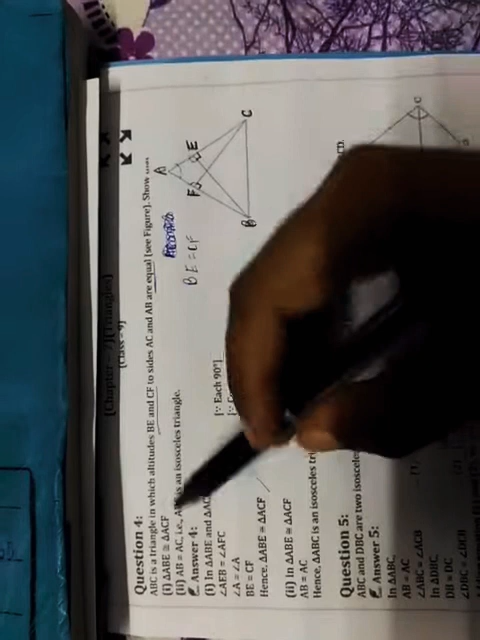 [Chapter - 7][Triangles]
[Class - 9]
Question 4:
ABC is a triangle in which altitudes BE and CF to sides AC and AB are equal [see Figure]. Show
(i) ΔABE ≅ ΔACF
(ii) AB = AC, i.e., is an isosceles triangle.
Answer 4:
(i) In ΔABE and ΔAC
∠AEB = ∠AFC [∵ Each 90°]
∠A = ∠A
BE = CF
Hence, ΔABE ≅ ΔACF
(ii) In ΔABE ≅ ΔACF
AB = AC
Hence, ΔABC is an isosceles tri
A
F
E
B
C
BE = CF
Question 5:
ABC and DBC are two isosceles
CD.
Answer 5:
In ΔABC,
AB = AC
∠ABC = ∠ACB
In ΔDBC,
DB = DC
∠DBC = ∠DCB
C